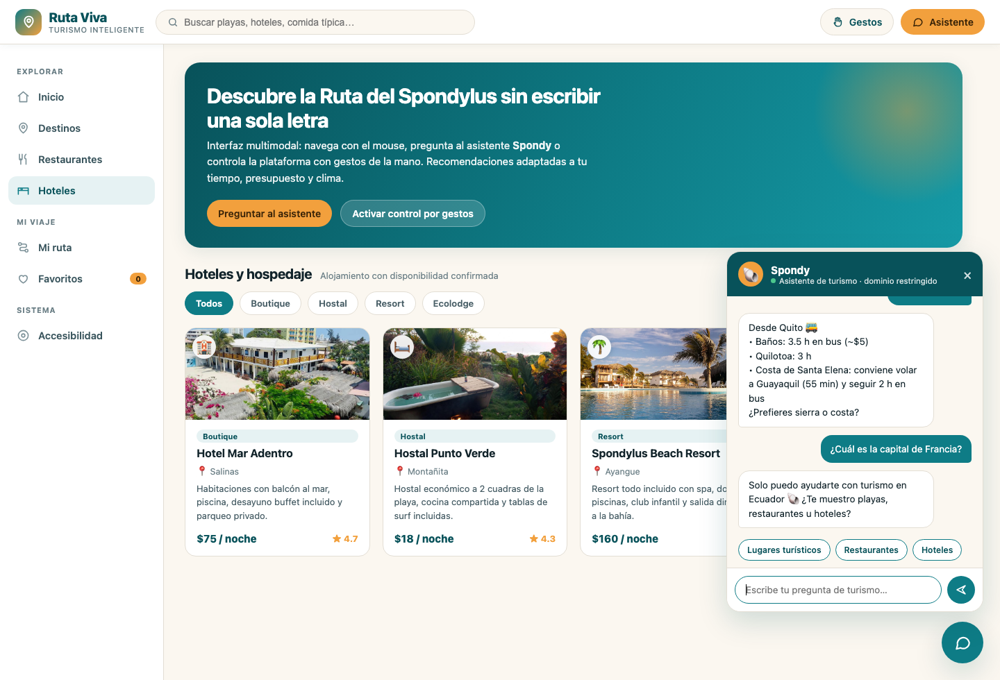 Ruta Viva
TURISMO INTELIGENTE
Buscar playas, hoteles, comida típica…
Gestos
Asistente
EXPLORAR
Inicio
Destinos
Restaurantes
Hoteles
MI VIAJE
Mi ruta
Favoritos
0
SISTEMA
Accesibilidad
Descubre la Ruta del Spondylus sin escribir
una sola letra
Interfaz multimodal: navega con el mouse, pregunta al asistente Spondy o
controla la plataforma con gestos de la mano. Recomendaciones adaptadas a tu
tiempo, presupuesto y clima.
Preguntar al asistente
Activar control por gestos
Hoteles y hospedaje
Alojamiento con disponibilidad confirmada
Todos
Boutique
Hostal
Resort
Ecolodge
Boutique
Hotel Mar Adentro
📍 Salinas
Habitaciones con balcón al mar,
piscina, desayuno buffet incluido y
parqueo privado.
$75 / noche
★ 4.7
Hostal
Hostal Punto Verde
📍 Montañita
Hostal económico a 2 cuadras de la
playa, cocina compartida y tablas de
surf incluidas.
$18 / noche
★ 4.3
Resort
Spondylus Beach Resort
📍 Ayangue
Resort todo incluido con spa, do
piscinas, club infantil y salida dir
a la bahía.
$160 / noche
Spondy
Asistente de turismo · dominio restringido
Desde Quito 🚌
• Baños: 3.5 h en bus (~$5)
• Quilotoa: 3 h
• Costa de Santa Elena: conviene volar
a Guayaquil (55 min) y seguir 2 h en
bus
¿Prefieres sierra o costa?
¿Cuál es la capital de Francia?
Solo puedo ayudarte con turismo en
Ecuador 🐚 ¿Te muestro playas,
restaurantes u hoteles?
Lugares turísticos
Restaurantes
Hoteles
Escribe tu pregunta de turismo...